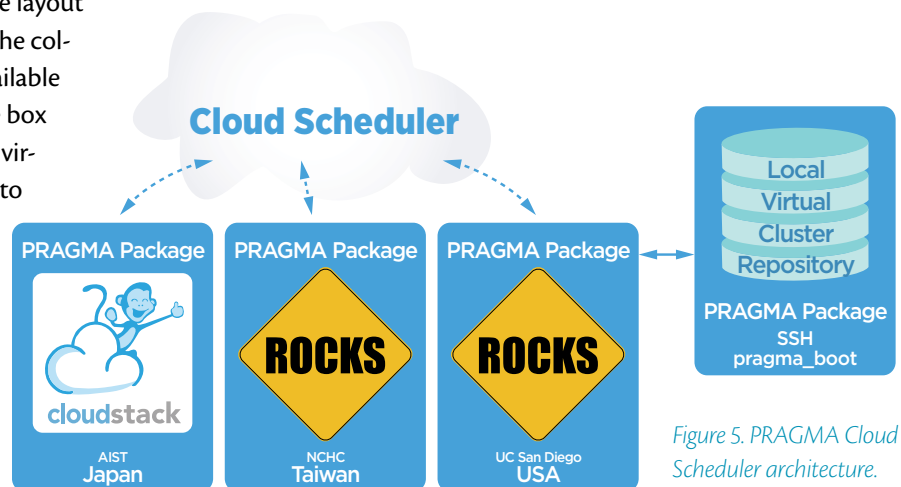 e layout
he col-
ailable
box
vir-
to
Cloud Scheduler
PRAGMA Package
cloudstack
AIST
Japan
PRAGMA Package
ROCKS
NCHC
Taiwan
PRAGMA Package
ROCKS
UC San Diego
USA
Local
Virtual
Cluster
Repository
PRAGMA Package
SSH
pragma_boot
Figure 5. PRAGMA Cloud
Scheduler architecture.